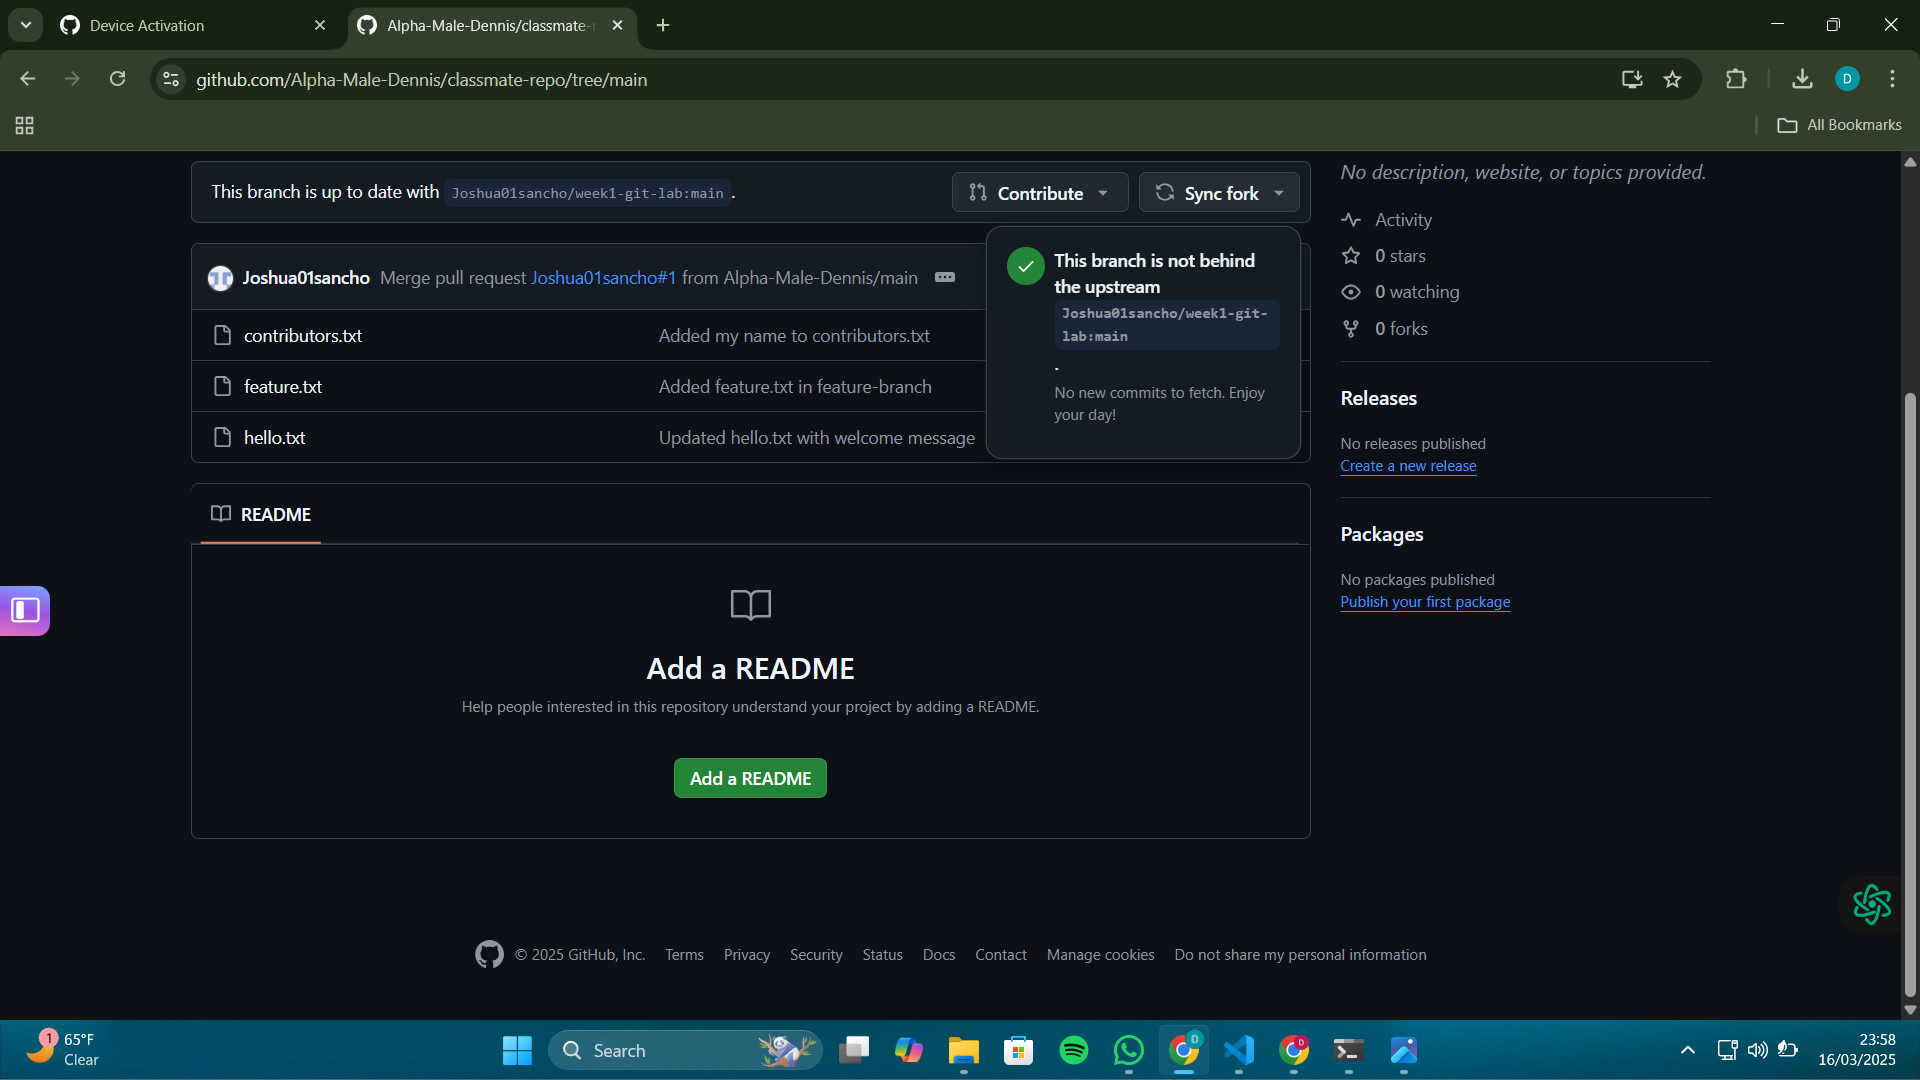 Device Activation
Alpha-Male-Dennis/classmate-r
github.com/Alpha-Male-Dennis/classmate-repo/tree/main
D
All Bookmarks
This branch is up to date with Joshua01sancho/week1-git-lab:main .
Contribute
Sync fork
Joshua01sancho Merge pull request Joshua01sancho#1 from Alpha-Male-Dennis/main
contributors.txt Added my name to contributors.txt
feature.txt Added feature.txt in feature-branch
hello.txt Updated hello.txt with welcome message
This branch is not behind
the upstream
Joshua01sancho/week1-git-
lab:main
.
No new commits to fetch. Enjoy
your day!
README
Add a README
Help people interested in this repository understand your project by adding a README.
Add a README
No description, website, or topics provided.
Activity
0 stars
0 watching
0 forks
Releases
No releases published
Create a new release
Packages
No packages published
Publish your first package
© 2025 GitHub, Inc. Terms Privacy Security Status Docs Contact Manage cookies Do not share my personal information
1
65°F
Clear
Search
D
D
23:58
16/03/2025